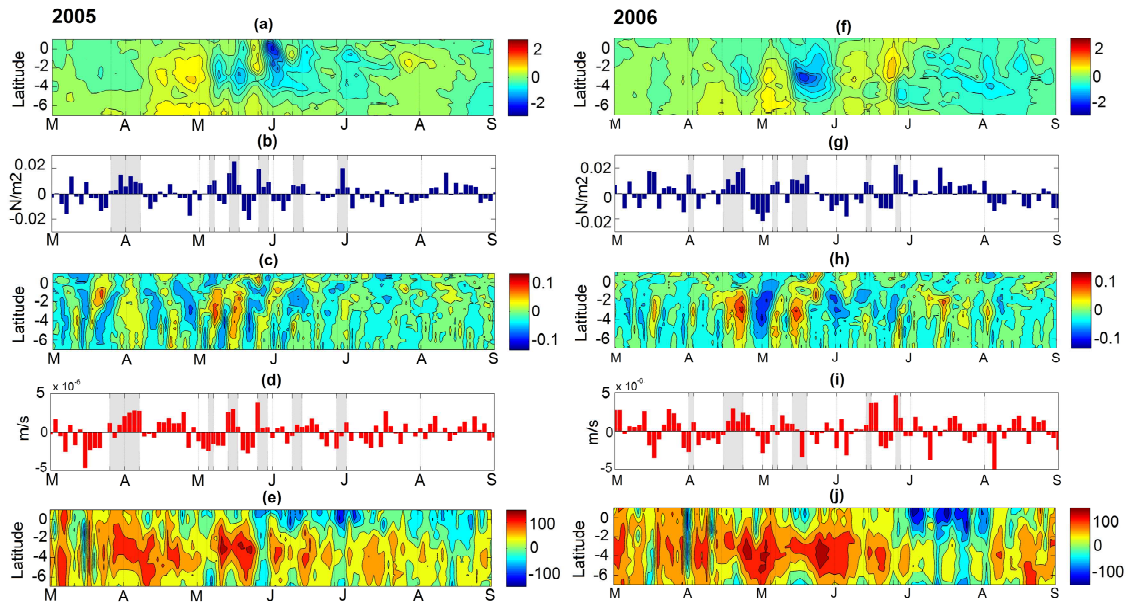 2005
(a)
Latitude
0
-2
-4
-6
2
0
-2
M A M J J A S
(b)
-N/m2
0.02
0
-0.02
M A M J J A S
(c)
Latitude
0
-2
-4
-6
0.1
0
-0.1
M A M J J A S
(d)
x 10⁻⁶
m/s
5
0
-5
M A M J J A S
(e)
Latitude
0
-2
-4
-6
100
0
-100
M A M J J A S
2006
(f)
Latitude
0
-2
-4
-6
2
0
-2
M A M J J A S
(g)
-N/m2
0.02
0
-0.02
M A M J J A S
(h)
Latitude
0
-2
-4
-6
0.1
0
-0.1
M A M J J A S
(i)
m/s
5
0
-5
M A M J J A S
(j)
Latitude
0
-2
-4
-6
100
0
-100
M A M J J A S